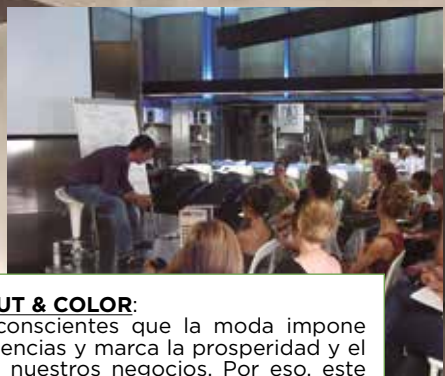 UT & COLOR:
conscientes que la moda impone
encias y marca la prosperidad y el
nuestros negocios. Por eso, este